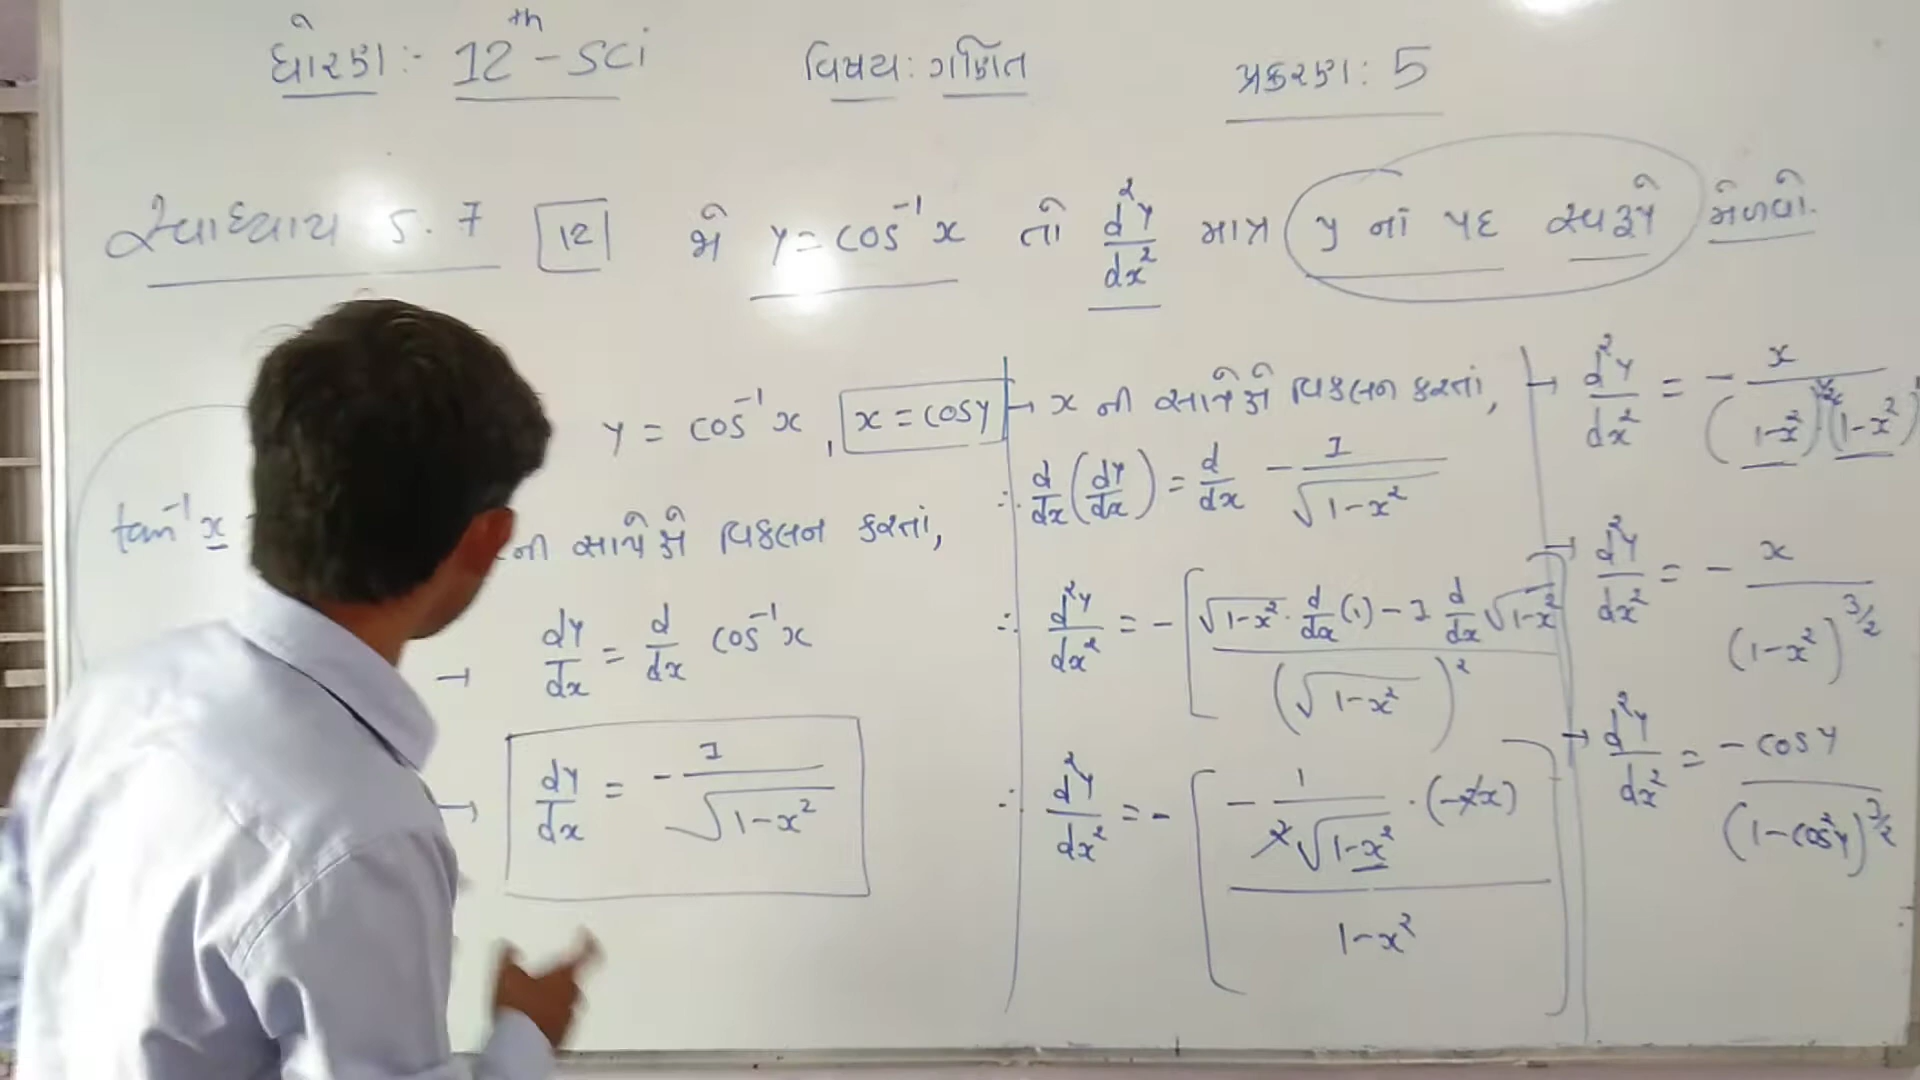 ધોરણ :- 12th - sci વિષય : ગણિત પ્રકરણ : 5
સ્વાધ્યાય 5.7 [12] જો y = cos⁻¹x તો d²y/dx² માત્ર y નાં પદ સ્વરૂપે મેળવો.
y = cos⁻¹x , x = cosy
tan⁻¹x
ની સાપેક્ષે વિકલન કરતાં,
→ dy/dx = d/dx cos⁻¹x
→ dy/dx = - 1/√(1-x²)
→ x ની સાપેક્ષે વિકલન કરતાં,
∴ d/dx (dy/dx) = d/dx - 1/√(1-x²)
∴ d²y/dx² = - [ (√(1-x²) · d/dx (1) - 1 d/dx √(1-x²)) / (√(1-x²))² ]
∴ d²y/dx² = - [ (- 1/(2√(1-x²)) · (-2x)) / (1-x²) ]
→ d²y/dx² = - x / ((1-x²)^(1/2) · (1-x²)¹)
→ d²y/dx² = - x / (1-x²)^(3/2)
→ d²y/dx² = - cosy / (1-cos²y)^(3/2)